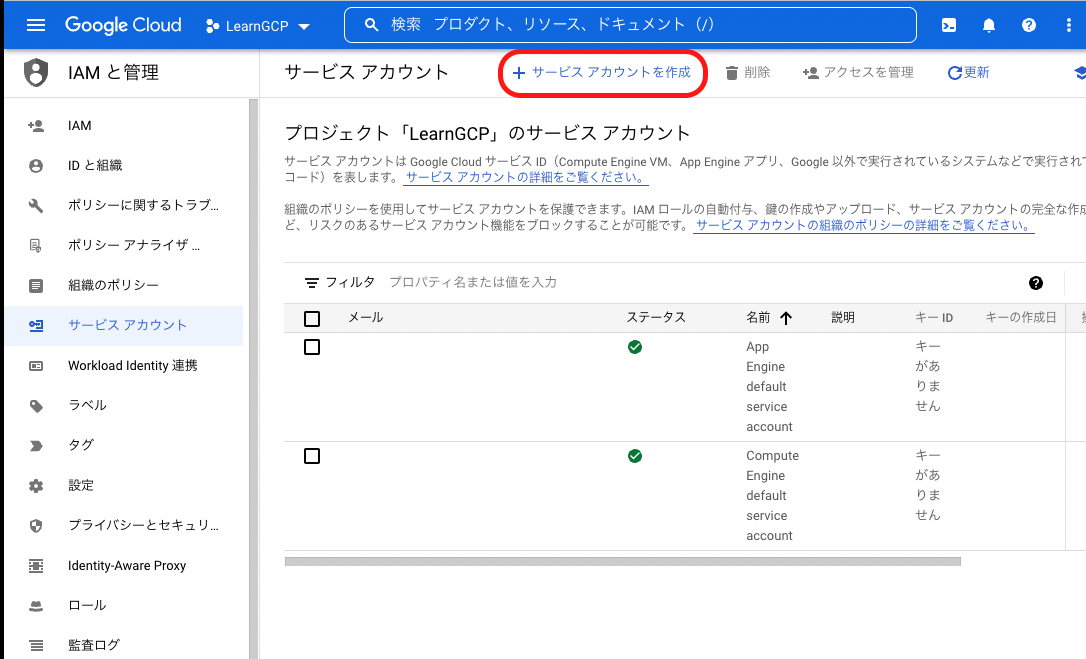 Google Cloud
LearnGCP
検索 プロダクト、リソース、ドキュメント（/）
IAM と管理
サービス アカウント
+ サービス アカウントを作成
削除
アクセスを管理
更新
IAM
ID と組織
ポリシーに関するトラブ...
ポリシー アナライザ ...
組織のポリシー
サービス アカウント
Workload Identity 連携
ラベル
タグ
設定
プライバシーとセキュリ...
Identity-Aware Proxy
ロール
監査ログ
プロジェクト「LearnGCP」のサービス アカウント
サービス アカウントは Google Cloud サービス ID（Compute Engine VM、App Engine アプリ、Google 以外で実行されているシステムなどで実行されて
コード）を表します。 サービス アカウントの詳細をご覧ください。
組織のポリシーを使用してサービス アカウントを保護できます。IAM ロールの自動付与、鍵の作成やアップロード、サービス アカウントの完全な作成
ど、リスクのあるサービス アカウント機能をブロックすることが可能です。 サービス アカウントの組織のポリシーの詳細をご覧ください。
フィルタ プロパティ名または値を入力
メール ステータス 名前 説明 キー ID キーの作成日
App
Engine
default
service
account
キー
があ
りま
せん
Compute
Engine
default
service
account
キー
があ
りま
せん